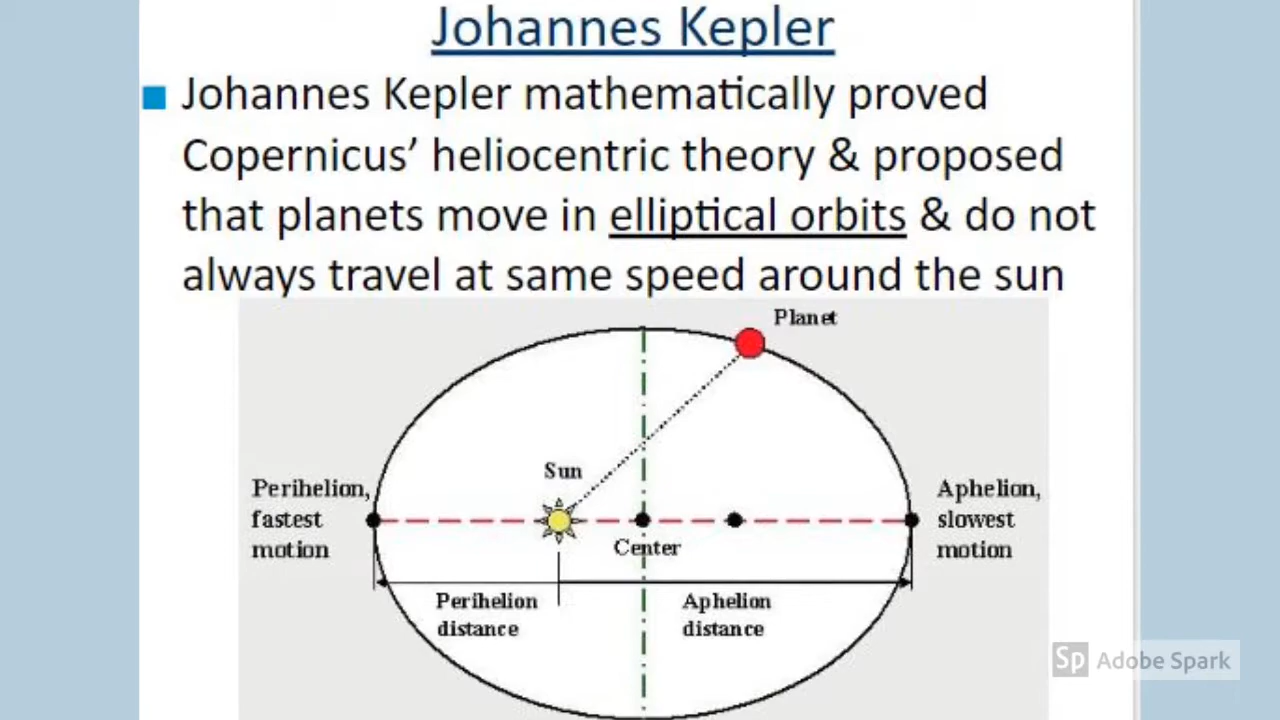 Johannes Kepler
Johannes Kepler mathematically proved
Copernicus’ heliocentric theory & proposed
that planets move in elliptical orbits & do not
always travel at same speed around the sun
Planet
Sun
Perihelion,
fastest
motion
Center
Aphelion,
slowest
motion
Perihelion
distance
Aphelion
distance
Sp Adobe Spark